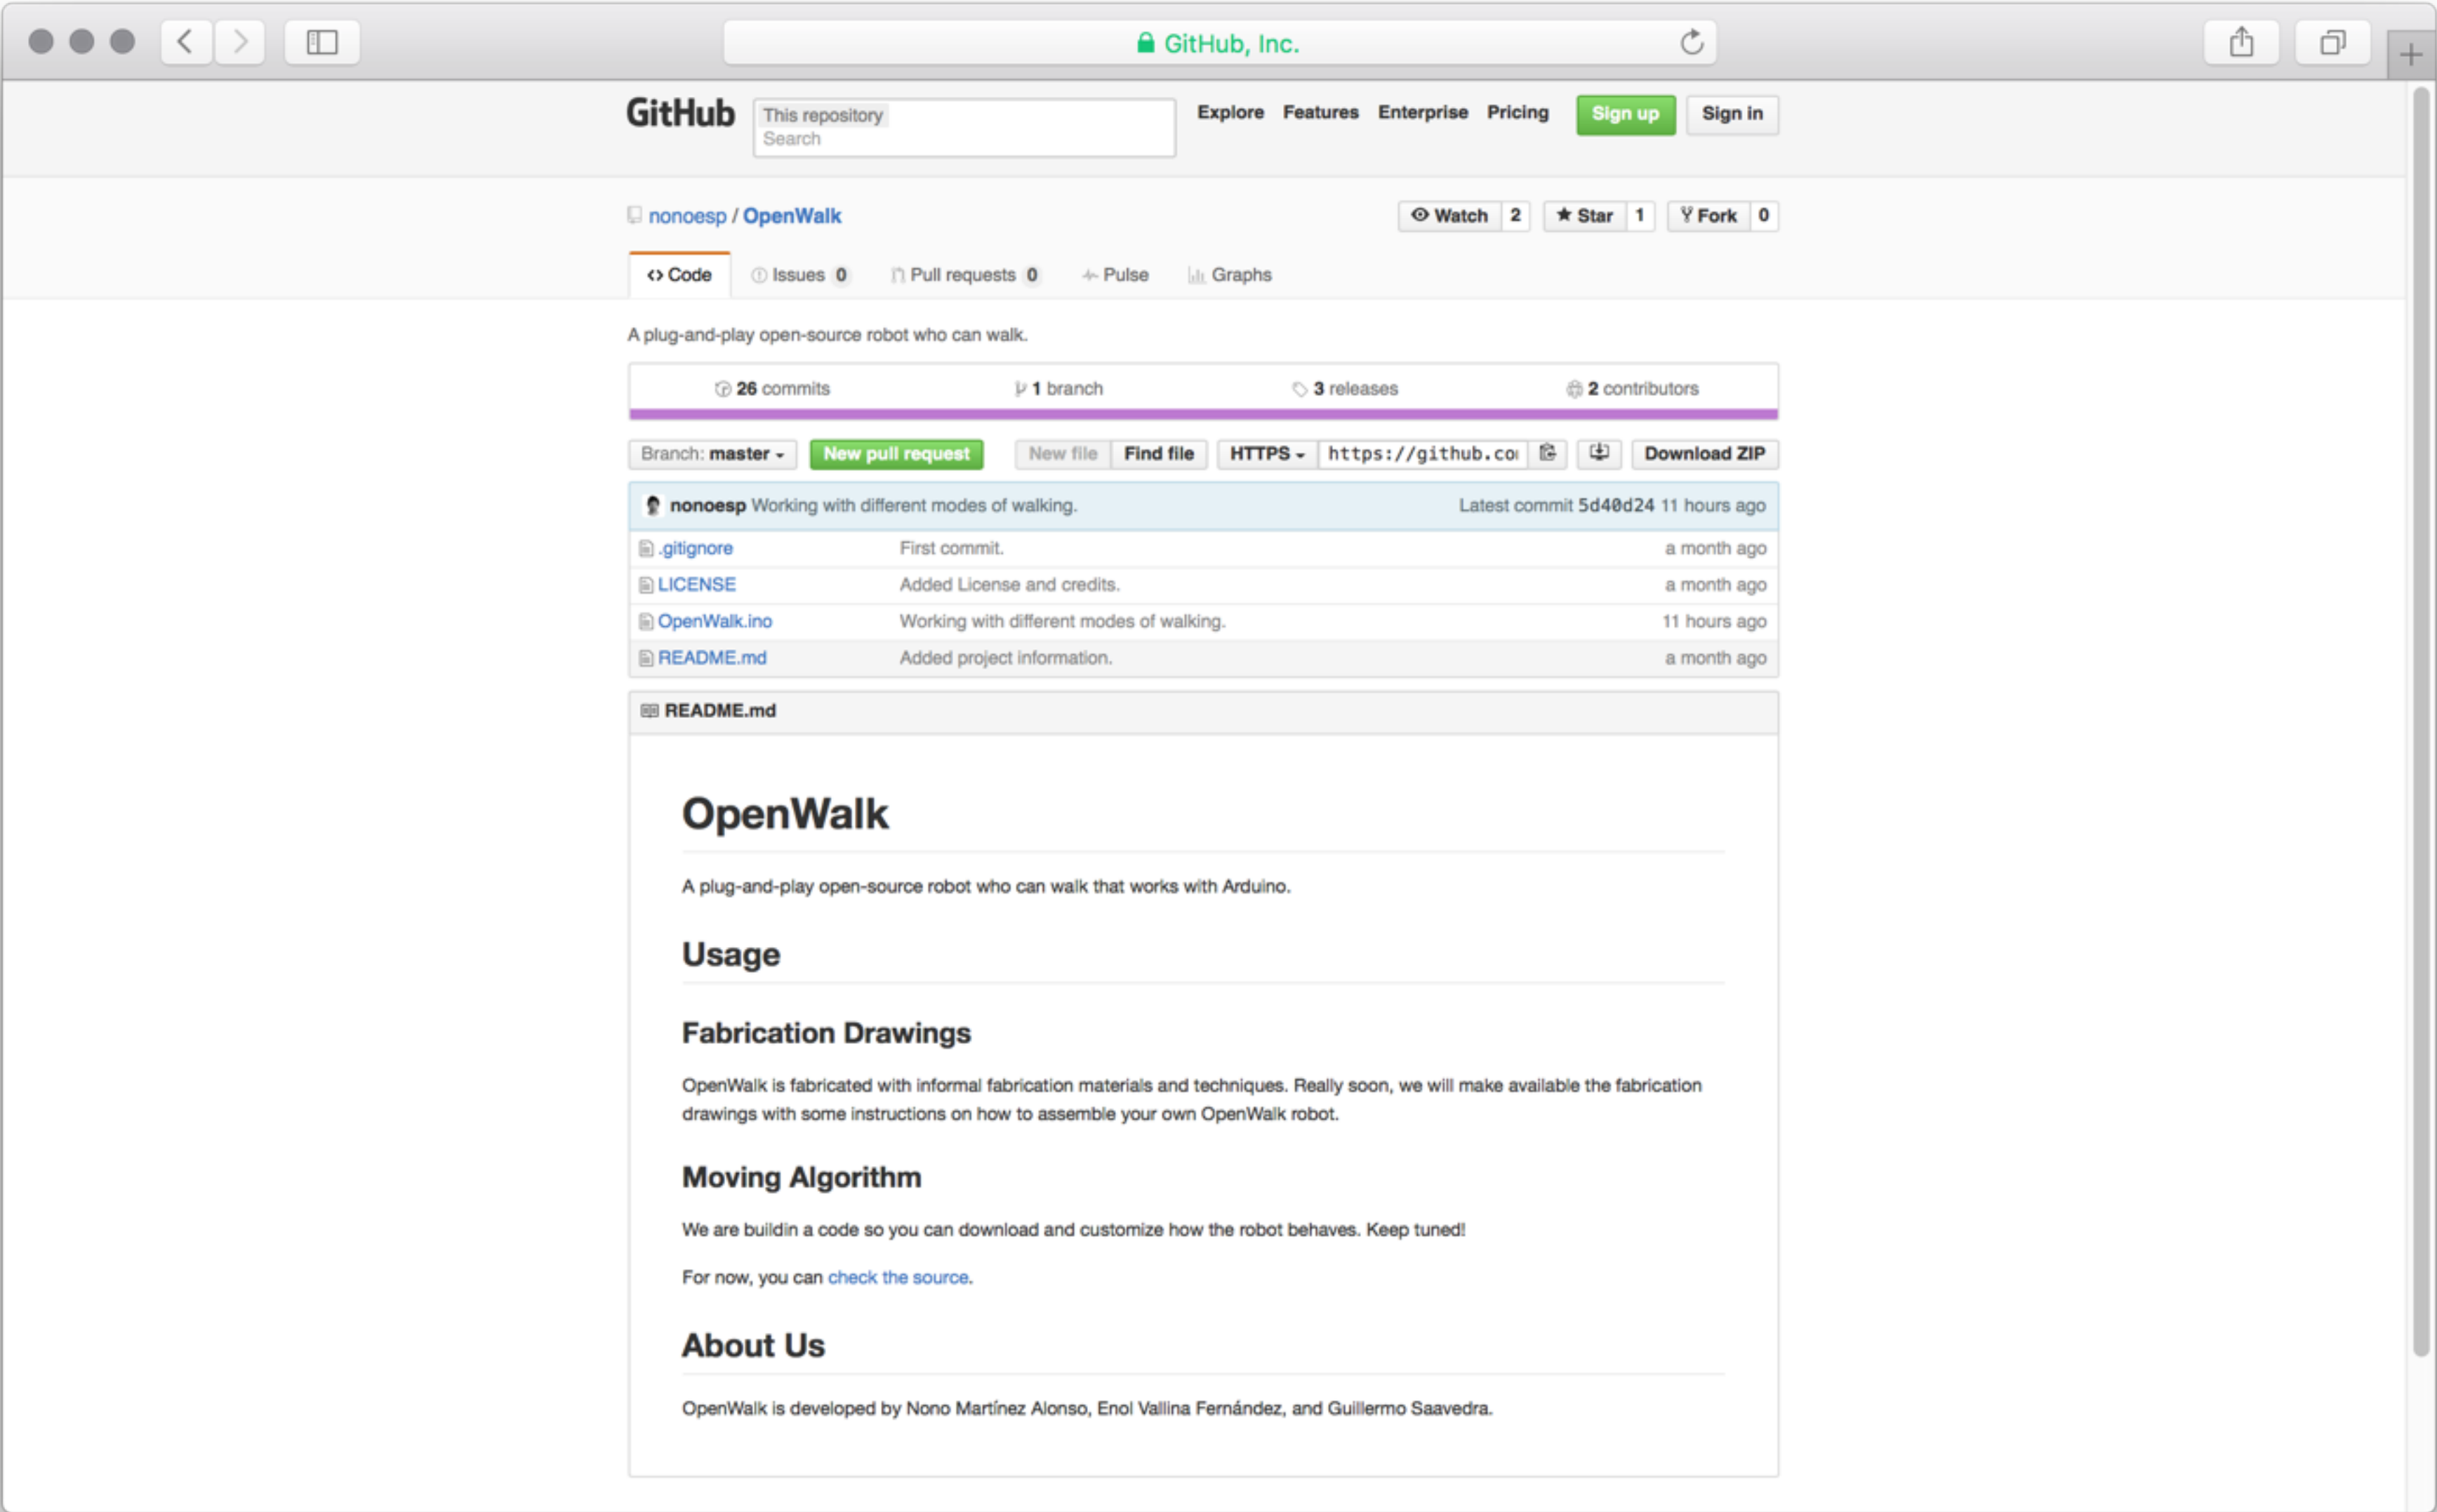 GitHub, Inc.
GitHub This repository Search Explore Features Enterprise Pricing Sign up Sign in
nonoesp / OpenWalk Watch 2 Star 1 Fork 0
Code Issues 0 Pull requests 0 Pulse Graphs
A plug-and-play open-source robot who can walk.
26 commits 1 branch 3 releases 2 contributors
Branch: master New pull request New file Find file HTTPS https://github.co Download ZIP
nonoesp Working with different modes of walking. Latest commit 5d40d24 11 hours ago
.gitignore First commit. a month ago
LICENSE Added License and credits. a month ago
OpenWalk.ino Working with different modes of walking. 11 hours ago
README.md Added project information. a month ago
README.md
OpenWalk
A plug-and-play open-source robot who can walk that works with Arduino.
Usage
Fabrication Drawings
OpenWalk is fabricated with informal fabrication materials and techniques. Really soon, we will make available the fabrication
drawings with some instructions on how to assemble your own OpenWalk robot.
Moving Algorithm
We are buildin a code so you can download and customize how the robot behaves. Keep tuned!
For now, you can check the source.
About Us
OpenWalk is developed by Nono Martínez Alonso, Enol Vallina Fernández, and Guillermo Saavedra.